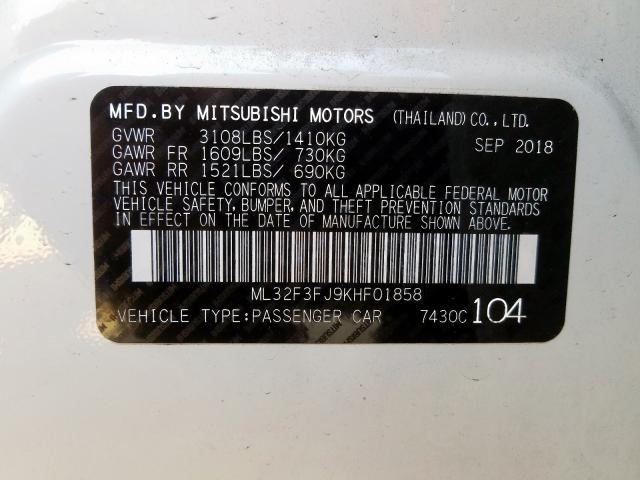 MFD.BY MITSUBISHI MOTORS (THAILAND)CO.,LTD.
GVWR 3108LBS/1410KG SEP 2018
GAWR FR 1609LBS/ 730KG
GAWR RR 1521LBS/ 690KG
THIS VEHICLE CONFORMS TO ALL APPLICABLE FEDERAL MOTOR
VEHICLE SAFETY, BUMPER, AND THEFT PREVENTION STANDARDS
IN EFFECT ON THE DATE OF MANUFACTURE SHOWN ABOVE.
ML32F3FJ9KHF01858
VEHICLE TYPE:PASSENGER CAR 7430C 104